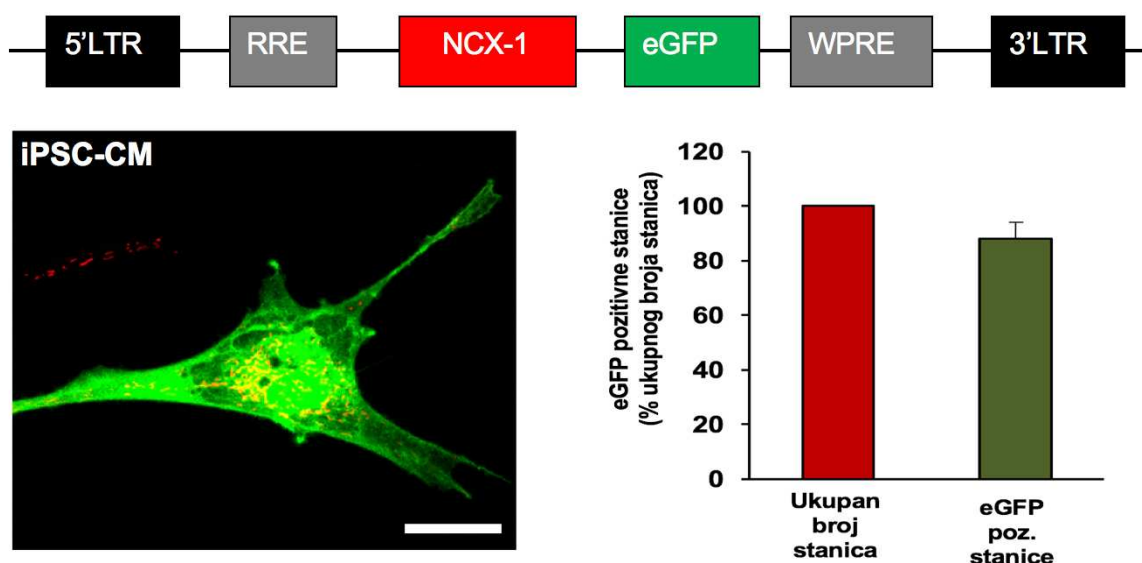 5'LTR RRE NCX-1 eGFP WPRE 3'LTR
iPSC-CM
eGFP pozitivne stanice
(% ukupnog broja stanica)
120
100
80
60
40
20
0
Ukupan
broj
stanica
eGFP
poz.
stanice